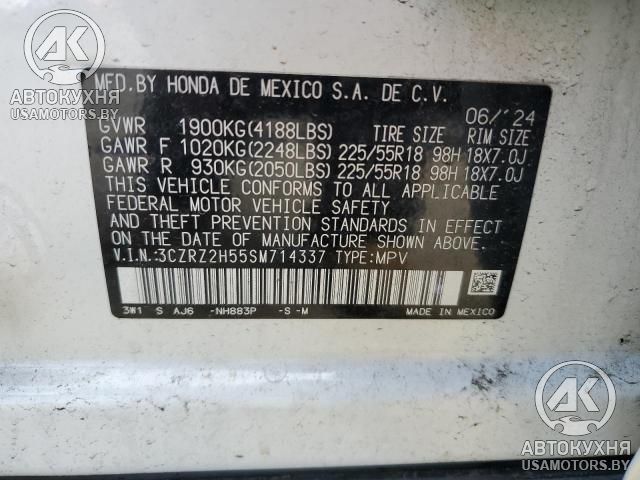 АК
АВТОКУХНЯ
USAMOTORS.BY
MFD.BY HONDA DE MEXICO S.A. DE C.V.
06/'24
GVWR 1900KG(4188LBS) TIRE SIZE RIM SIZE
GAWR F 1020KG(2248LBS) 225/55R18 98H 18X7.0J
GAWR R 930KG(2050LBS) 225/55R18 98H 18X7.0J
THIS VEHICLE CONFORMS TO ALL APPLICABLE
FEDERAL MOTOR VEHICLE SAFETY
AND THEFT PREVENTION STANDARDS IN EFFECT
ON THE DATE OF MANUFACTURE SHOWN ABOVE.
V.I.N.:3CZRZ2H55SM714337 TYPE:MPV
3W1 S AJ6 -NH883P -S -M MADE IN MEXICO
АК
АВТОКУХНЯ
USAMOTORS.BY